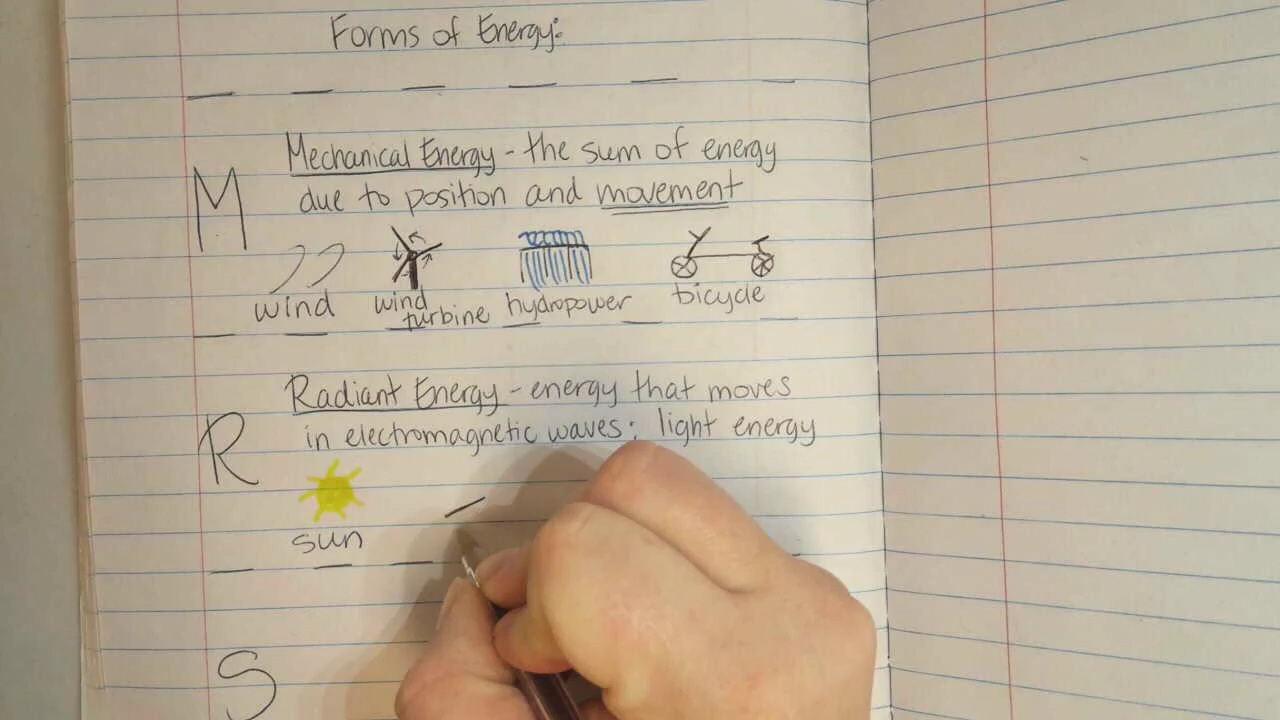 Forms of Energy:
Mechanical Energy - the sum of energy
due to position and movement
M
wind
wind turbine
hydropower
bicycle
Radiant Energy - energy that moves
in electromagnetic waves; light energy
R
sun
S